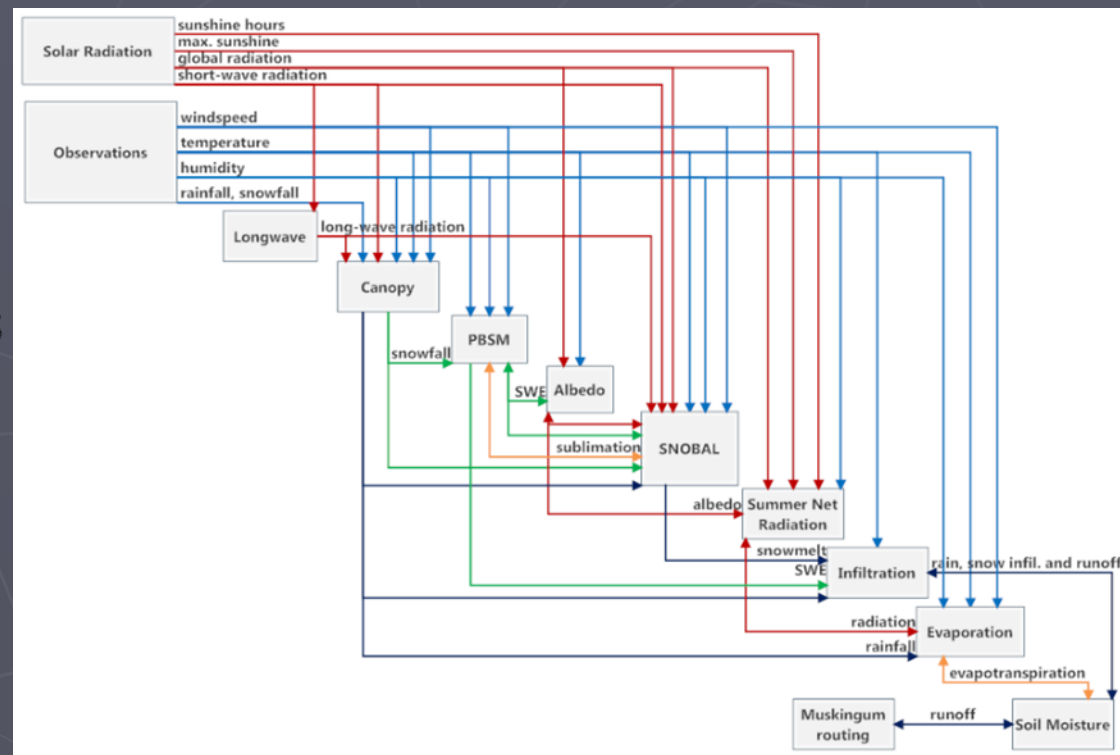 sunshine hours
max. sunshine
Solar Radiation
global radiation
short-wave radiation
windspeed
temperature
Observations
humidity
rainfall, snowfall
Longwave
long-wave radiation
Canopy
PBSM
snowfall
SWE
Albedo
SNOBAL
sublimation
albedo
Summer Net
Radiation
snowmelt
SWE
Infiltration
rain, snow infil. and runoff
radiation
Evaporation
rainfall
evapotranspiration
Muskingum
routing
runoff
Soil Moisture